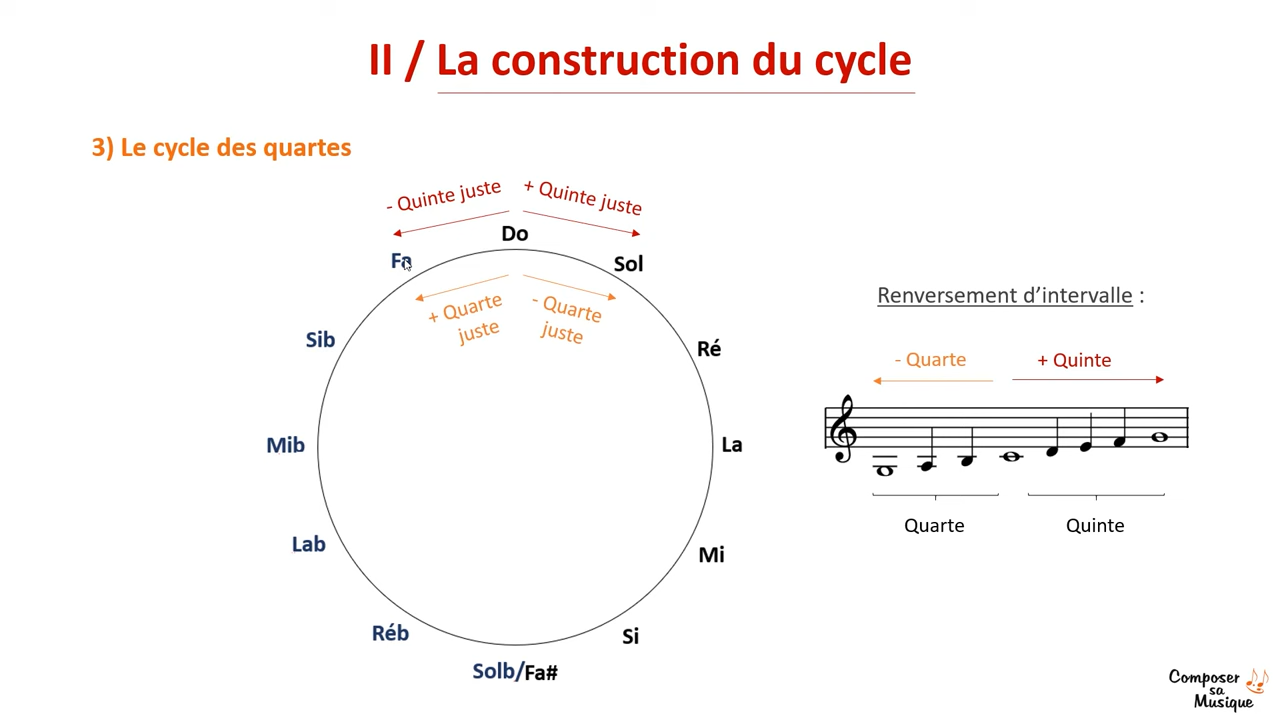 II / La construction du cycle
3) Le cycle des quartes
- Quinte juste
+ Quinte juste
Do
Fa
Sol
+ Quarte
juste
- Quarte
juste
Sib
Ré
Mib
La
Lab
Mi
Réb
Si
Solb/Fa#
Renversement d’intervalle :
- Quarte
+ Quinte
Quarte
Quinte
Composer
sa
Musique